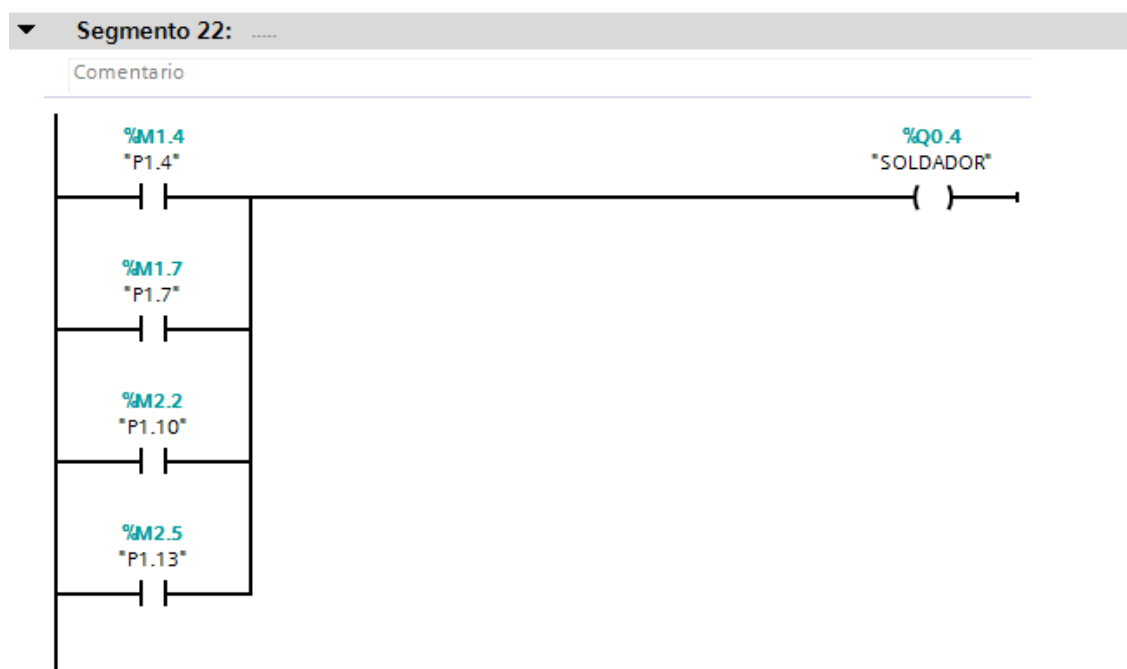 Segmento 22: .....
Comentario
%M1.4
"P1.4"
%Q0.4
"SOLDADOR"
%M1.7
"P1.7"
%M2.2
"P1.10"
%M2.5
"P1.13"